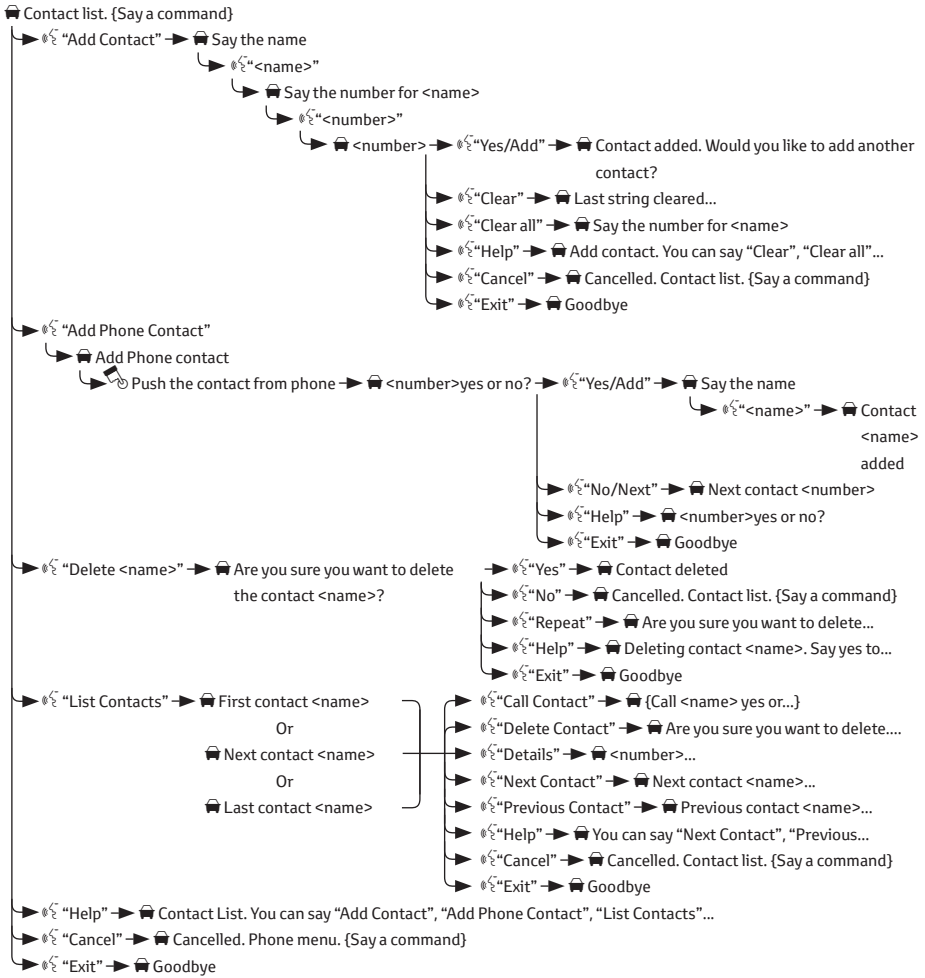 Contact list. {Say a command}
“Add Contact” Say the name
“<name>”
Say the number for <name>
“<number>”
<number> “Yes/Add” Contact added. Would you like to add another
contact?
“Clear” Last string cleared...
“Clear all” Say the number for <name>
“Help” Add contact. You can say “Clear”, “Clear all”...
“Cancel” Cancelled. Contact list. {Say a command}
“Exit” Goodbye
“Add Phone Contact”
Add Phone contact
Push the contact from phone <number>yes or no? “Yes/Add” Say the name
“<name>” Contact
<name>
added
“No/Next” Next contact <number>
“Help” <number>yes or no?
“Exit” Goodbye
“Delete <name>” Are you sure you want to delete “Yes” Contact deleted
the contact <name>? “No” Cancelled. Contact list. {Say a command}
“Repeat” Are you sure you want to delete...
“Help” Deleting contact <name>. Say yes to...
“Exit” Goodbye
“List Contacts” First contact <name> “Call Contact” {Call <name> yes or...}
Or “Delete Contact” Are you sure you want to delete....
Next contact <name> “Details” <number>...
Or “Next Contact” Next contact <name>...
Last contact <name> “Previous Contact” Previous contact <name>...
“Help” You can say “Next Contact”, “Previous...
“Cancel” Cancelled. Contact list. {Say a command}
“Exit” Goodbye
“Help” Contact List. You can say “Add Contact”, “Add Phone Contact”, “List Contacts”...
“Cancel” Cancelled. Phone menu. {Say a command}
“Exit” Goodbye